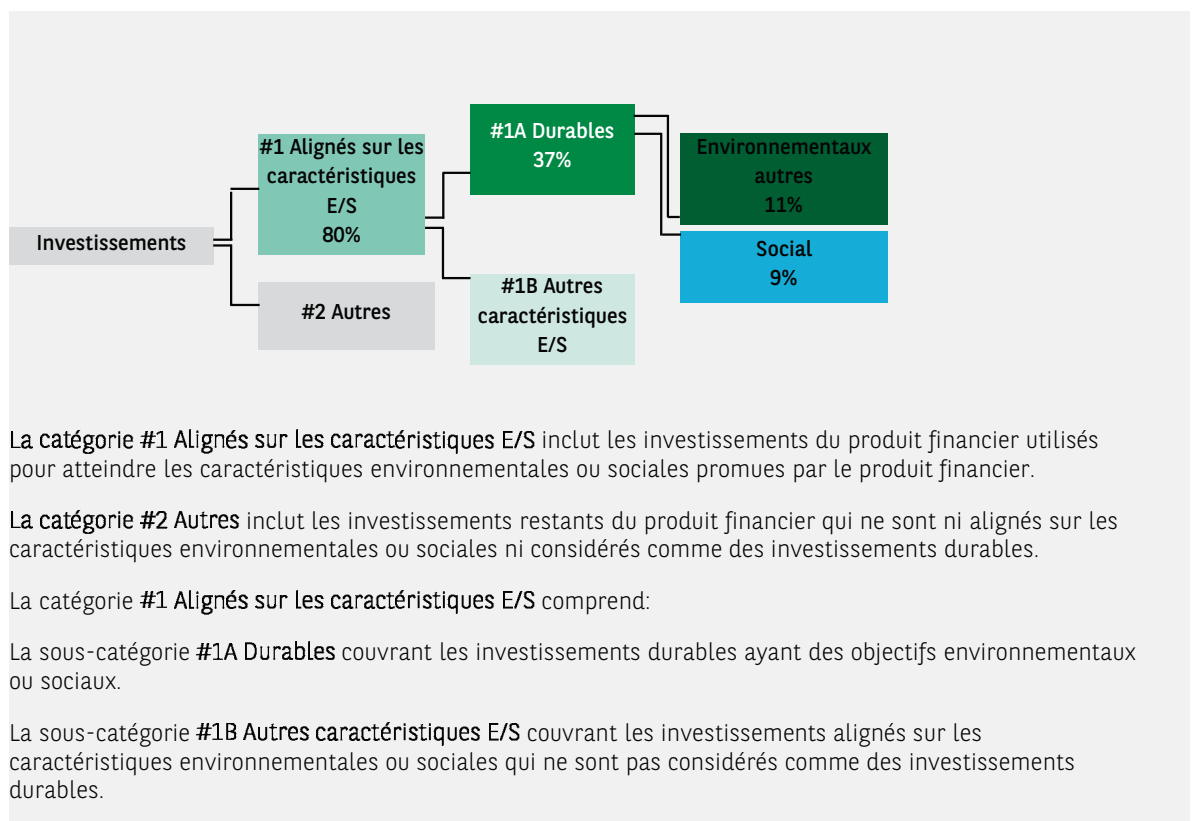 #1A Durables
37%
#1 Alignés sur les
caractéristiques
E/S
80%
Environnementaux
autres
11%
Investissements
Social
9%
#2 Autres
#1B Autres
caractéristiques
E/S
La catégorie #1 Alignés sur les caractéristiques E/S inclut les investissements du produit financier utilisés
pour atteindre les caractéristiques environnementales ou sociales promues par le produit financier.
La catégorie #2 Autres inclut les investissements restants du produit financier qui ne sont ni alignés sur les
caractéristiques environnementales ou sociales ni considérés comme des investissements durables.
La catégorie #1 Alignés sur les caractéristiques E/S comprend:
La sous-catégorie #1A Durables couvrant les investissements durables ayant des objectifs environnementaux
ou sociaux.
La sous-catégorie #1B Autres caractéristiques E/S couvrant les investissements alignés sur les
caractéristiques environnementales ou sociales qui ne sont pas considérés comme des investissements
durables.